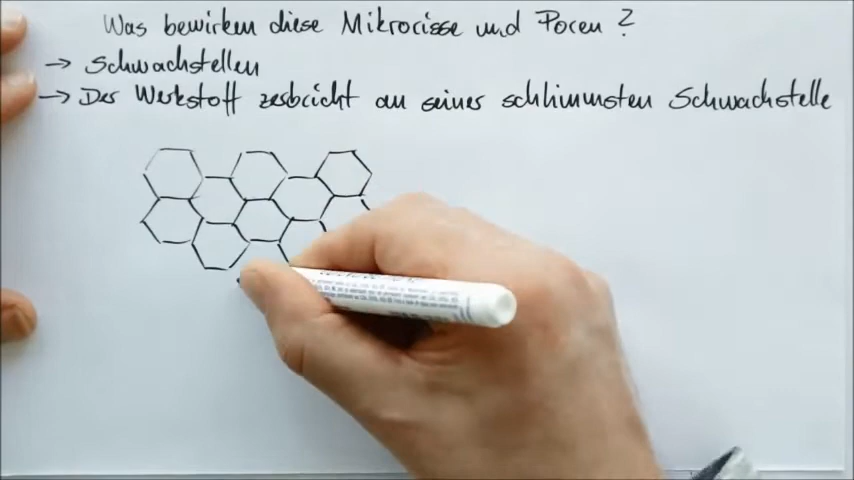 Was bewirken diese Mikrorisse und Poren?
→ Schwachstellen
→ Der Werkstoff zerbricht an seiner schlimmsten Schwachstelle